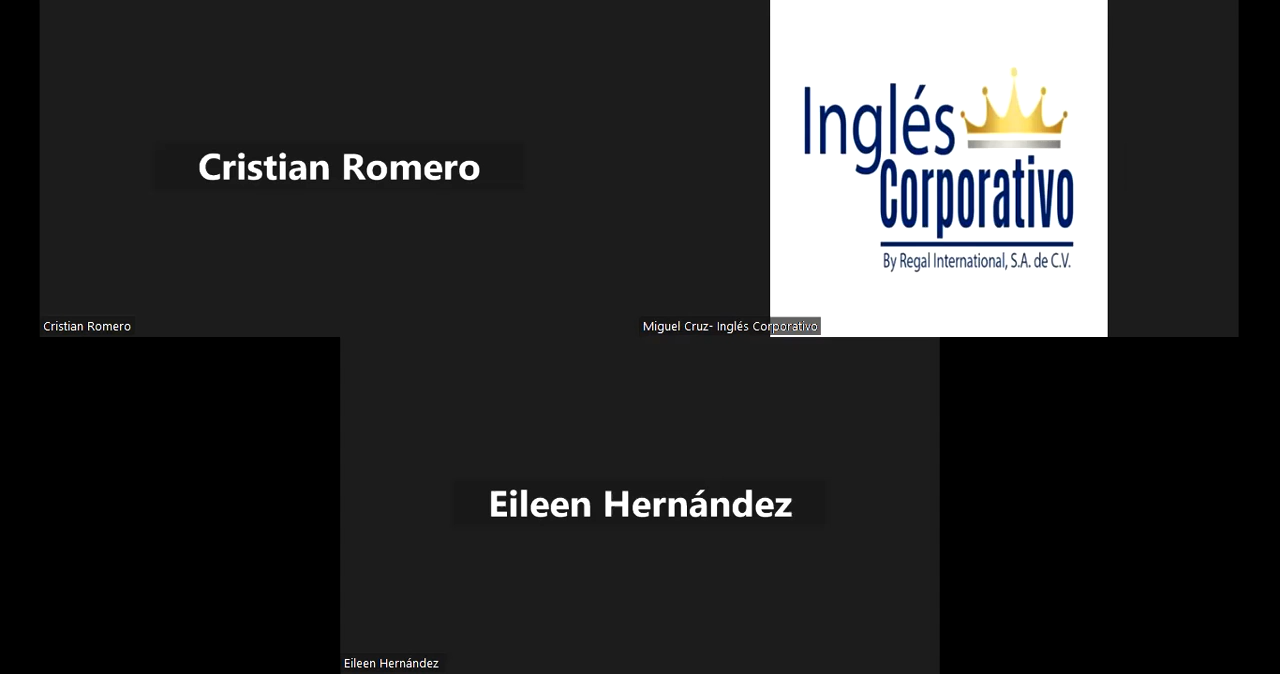 Cristian Romero
Inglés
Corporativo
By Regal International, S.A. de C.V.
Cristian Romero
Miguel Cruz- Inglés Corporativo
Eileen Hernández
Eileen Hernández